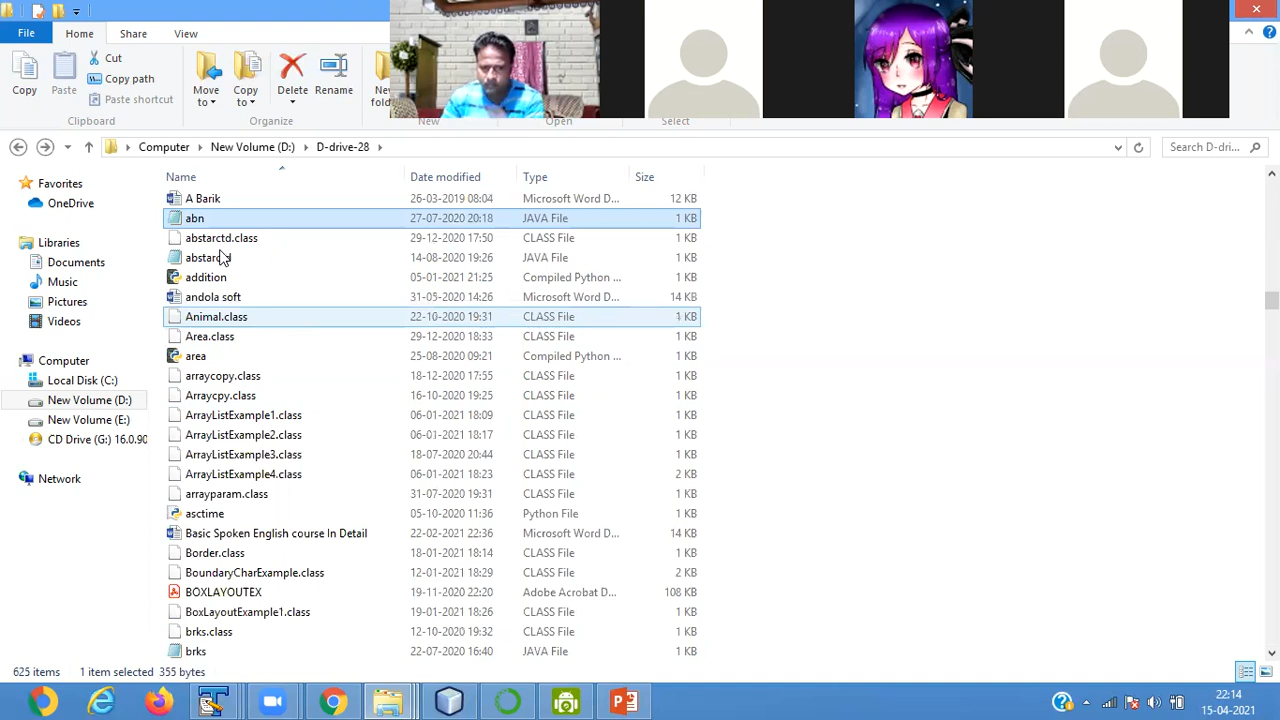 File Home Share View
Copy Cut Copy path Paste shortcut Move to Copy to Delete Rename
Clipboard Organize New Open Select
Computer New Volume (D:) D-drive-28 Search D-dri...
Name Date modified Type Size
Favorites
OneDrive
Libraries
Documents
Music
Pictures
Videos
Computer
Local Disk (C:)
New Volume (D:)
New Volume (E:)
CD Drive (G:) 16.0.90
Network
A Barik 26-03-2019 08:04 Microsoft Word D... 12 KB
abn 27-07-2020 20:18 JAVA File 1 KB
abstarctd.class 29-12-2020 17:50 CLASS File 1 KB
14-08-2020 19:26 JAVA File 1 KB
addition 05-01-2021 21:25 Compiled Python ... 1 KB
andola soft 31-05-2020 14:26 Microsoft Word D... 14 KB
Animal.class 22-10-2020 19:31 CLASS File 1 KB
Area.class 29-12-2020 18:33 CLASS File 1 KB
area 25-08-2020 09:21 Compiled Python ... 1 KB
arraycopy.class 18-12-2020 17:55 CLASS File 1 KB
Arraycpy.class 16-10-2020 19:25 CLASS File 1 KB
ArrayListExample1.class 06-01-2021 18:09 CLASS File 1 KB
ArrayListExample2.class 06-01-2021 18:17 CLASS File 1 KB
ArrayListExample3.class 18-07-2020 20:44 CLASS File 1 KB
ArrayListExample4.class 06-01-2021 18:23 CLASS File 2 KB
arrayparam.class 31-07-2020 19:31 CLASS File 1 KB
asctime 05-10-2020 11:36 Python File 1 KB
Basic Spoken English course In Detail 22-02-2021 22:36 Microsoft Word D... 14 KB
Border.class 18-01-2021 18:14 CLASS File 1 KB
BoundaryCharExample.class 12-01-2021 18:29 CLASS File 2 KB
BOXLAYOUTEX 19-11-2020 22:20 Adobe Acrobat D... 108 KB
BoxLayoutExample1.class 19-01-2021 18:26 CLASS File 1 KB
brks.class 12-10-2020 19:32 CLASS File 1 KB
brks 22-07-2020 16:40 JAVA File 1 KB
625 items 1 item selected 355 bytes
22:14
15-04-2021